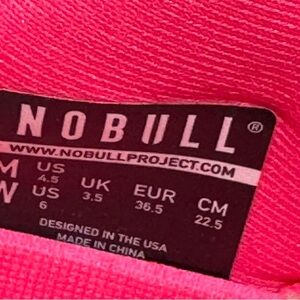 NOBULL®
WWW.NOBULLPROJECT.COM
M US 4.5
W US 6 UK 3.5 EUR 36.5 CM 22.5
DESIGNED IN THE USA
MADE IN CHINA